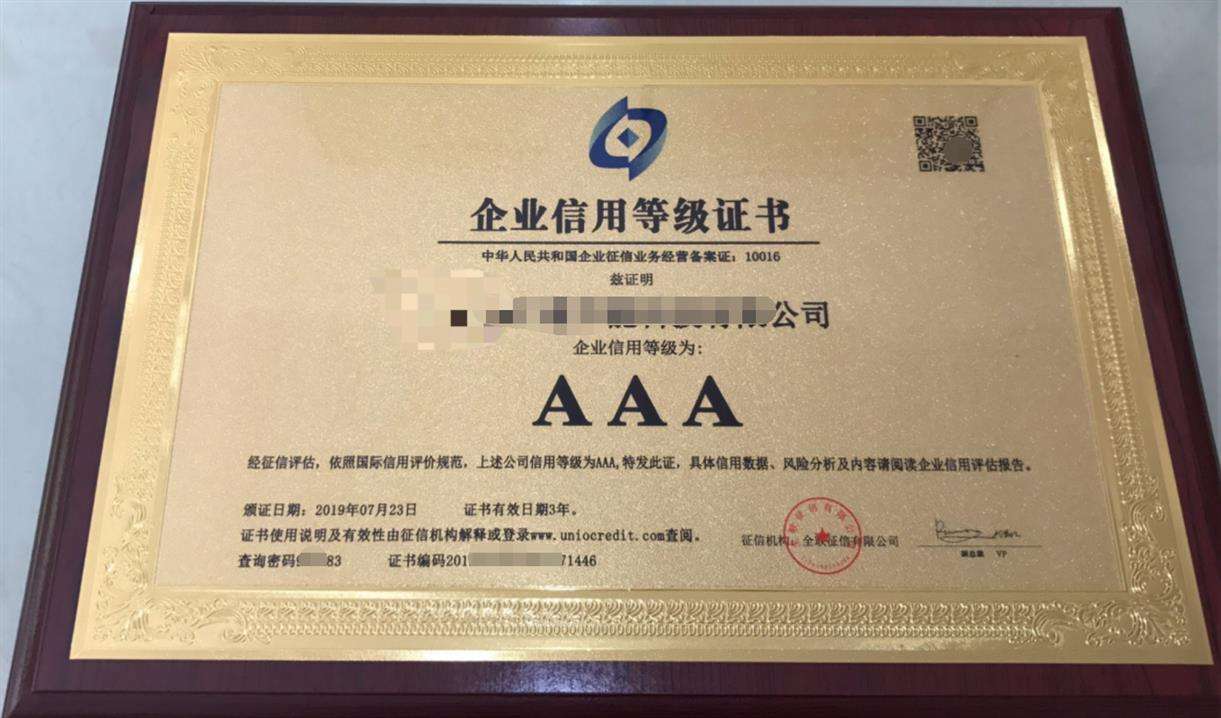 企业信用等级证书
中华人民共和国企业征信业务经营备案证：10016
兹证明
公司
企业信用等级为:
AAA
经征信评估，依照国际信用评价规范，上述公司信用等级为AAA,特发此证，具体信用数据、风险分析及内容请阅读企业信用评估报告。
颁证日期：2019年07月23日 证书有效日期3年。
证书使用说明及有效性由征信机构解释或登录www.uniocredit.com查阅。
征信机构：全联征信有限公司
查询密码9 83 证书编码201 71446
副总裁 VP